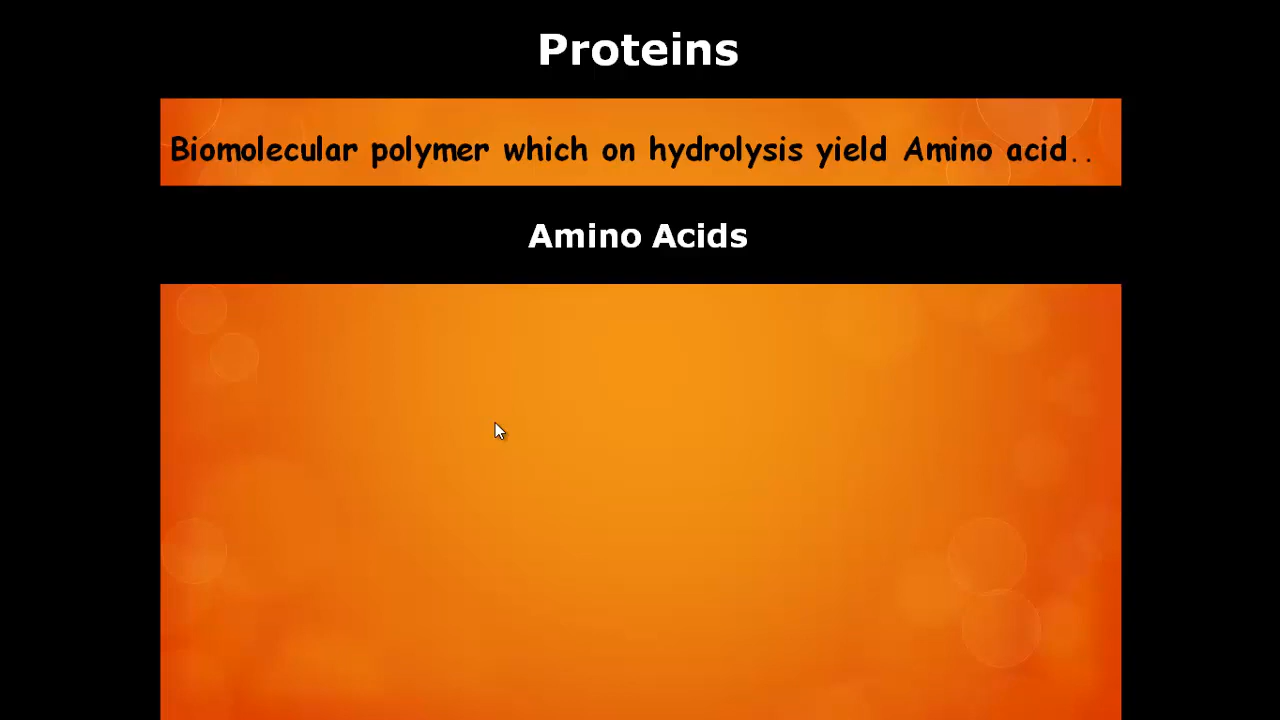 Proteins
Biomolecular polymer which on hydrolysis yield Amino acid..
Amino Acids